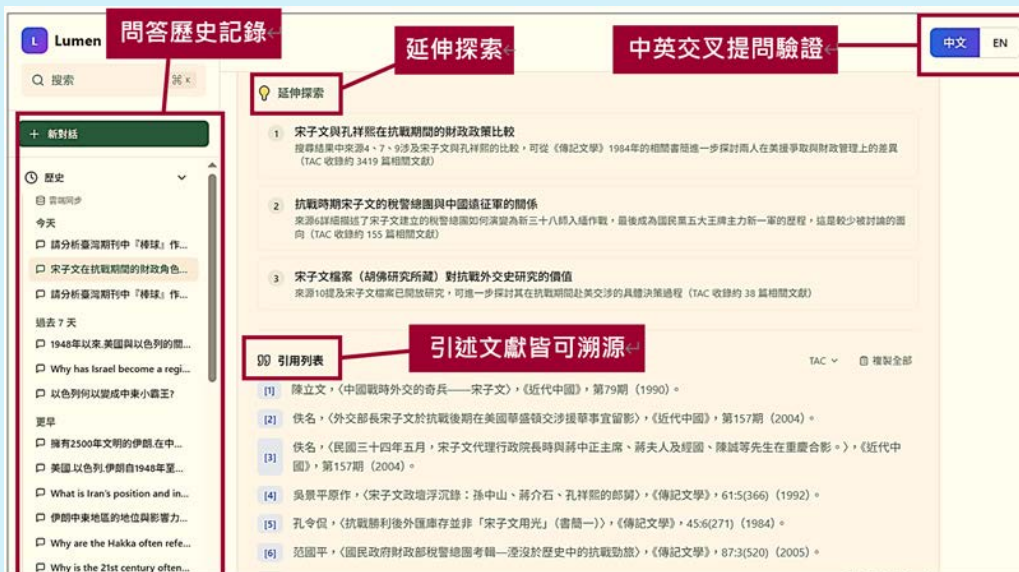 問答歷史記錄
延伸探索
中英交叉提問驗證
L Lumen
中文 EN
搜索 ⌘ K
延伸探索
+ 新對話
1 宋子文與孔祥熙在抗戰期間的財政政策比較
搜尋結果中來源4、7、9涉及宋子文與孔祥熙的比較,可從《傳記文學》1984年的相關書簡進一步探討兩人在美援爭取與財政管理上的差異
(TAC 收錄約 3419 篇相關文獻)
歷史
雲端同步
今天
請分析臺灣期刊中『棒球』作...
宋子文在抗戰期間的財政角色...
請分析臺灣期刊中『棒球』作...
2 抗戰時期宋子文的稅警總團與中國遠征軍的關係
來源6詳細描述了宋子文建立的稅警總團如何演變為新三十八師入緬作戰,最後成為國民黨五大王牌主力新一軍的歷程,這是較少被討論的面
向(TAC 收錄約 155 篇相關文獻)
3 宋子文檔案(胡佛研究所藏)對抗戰外交史研究的價值
來源10提及宋子文檔案已開放研究,可進一步探討其在抗戰期間赴美交涉的具體決策過程(TAC 收錄約 38 篇相關文獻)
過去 7 天
1948年以來.美國與以色列的關...
Why has Israel become a regi...
以色列何以變成中東小霸王?
引述文獻皆可溯源
引用列表
TAC 複製全部
更早
擁有2500年文明的伊朗.在中...
美國.以色列.伊朗自1948年至...
What is Iran's position and in...
伊朗中東地區的地位與影響力...
Why are the Hakka often refe...
Why is the 21st century often...
[1] 陳立文,〈中國戰時外交的奇兵——宋子文〉,《近代中國》,第79期(1990)。
[2] 佚名,〈外交部長宋子文於抗戰後期在美國華盛頓交涉援華事宜留影〉,《近代中國》,第157期(2004)。
[3] 佚名,〈民國三十四年五月,宋子文代理行政院長時與蔣中正主席、蔣夫人及經國、陳誠等先生在重慶合影。〉,《近代中
國》,第157期(2004)。
[4] 吳景平原作,〈宋子文政壇浮沉錄:孫中山、蔣介石、孔祥熙的郎舅〉,《傳記文學》,61:5(366)(1992)。
[5] 孔令侃,〈抗戰勝利後外匯庫存並非「宋子文用光」(書簡一)〉,《傳記文學》,45:6(271)(1984)。
[6] 范國平,〈國民政府財政部稅警總團考輯—湮沒於歷史中的抗戰勁旅〉,《傳記文學》,87:3(520)(2005)。